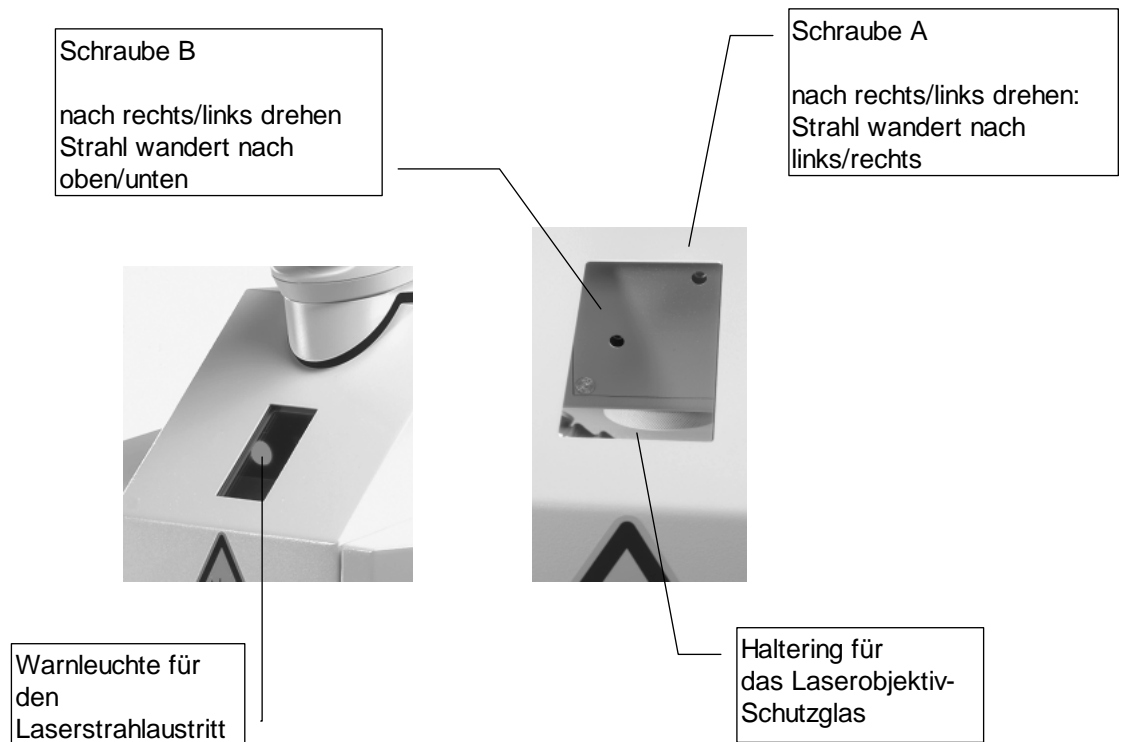 Schraube B
nach rechts/links drehen
Strahl wandert nach
oben/unten
Schraube A
nach rechts/links drehen:
Strahl wandert nach
links/rechts
Warnleuchte für
den
Laserstrahlaustritt
Haltering für
das Laserobjektiv-
Schutzglas